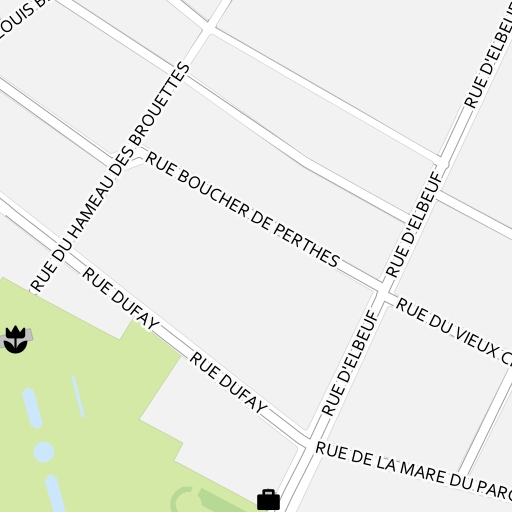 LOUIS B
RUE D'ELBEUF
RUE DU HAMEAU DES BROUETTES
RUE BOUCHER DE PERTHES
RUE D'ELBEUF
RUE DUFAY
RUE DU VIEUX C
RUE D'ELBEUF
RUE DUFAY
RUE DE LA MARE DU PARC